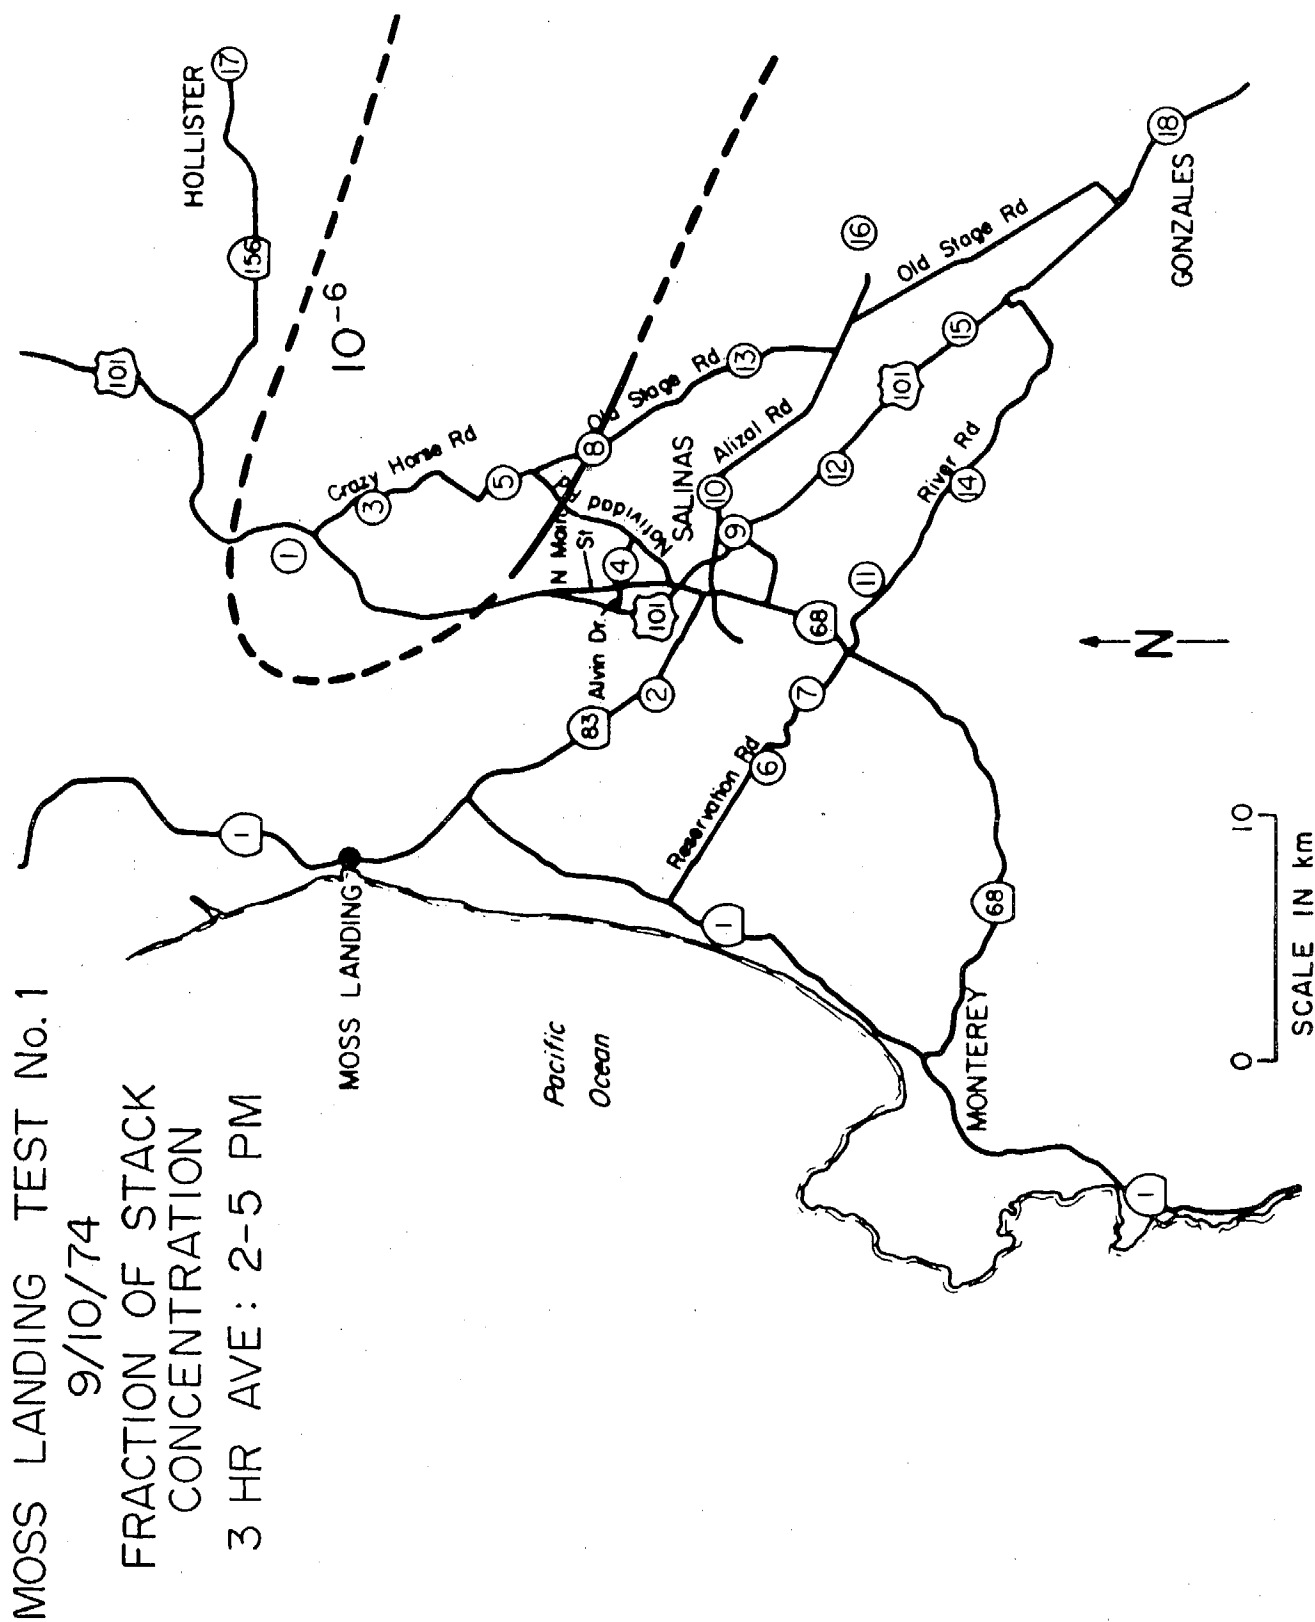 MOSS LANDING TEST No. 1
9/10/74
FRACTION OF STACK
CONCENTRATION
3 HR AVE: 2-5 PM
HOLLISTER
17
156
101
10-6
1
1
Crazy Horse Rd
3
5
MOSS LANDING
Pacific
Ocean
8
Old Stage Rd
13
16
Old Stage Rd
N Main
St
Natividad Rd
4
Alvin Dr.
101
83
2
SALINAS
10
Alizal Rd
9
12
101
15
18
GONZALES
River Rd
14
11
68
7
6
Reservation Rd
1
68
MONTEREY
1
N
0
10
SCALE IN km